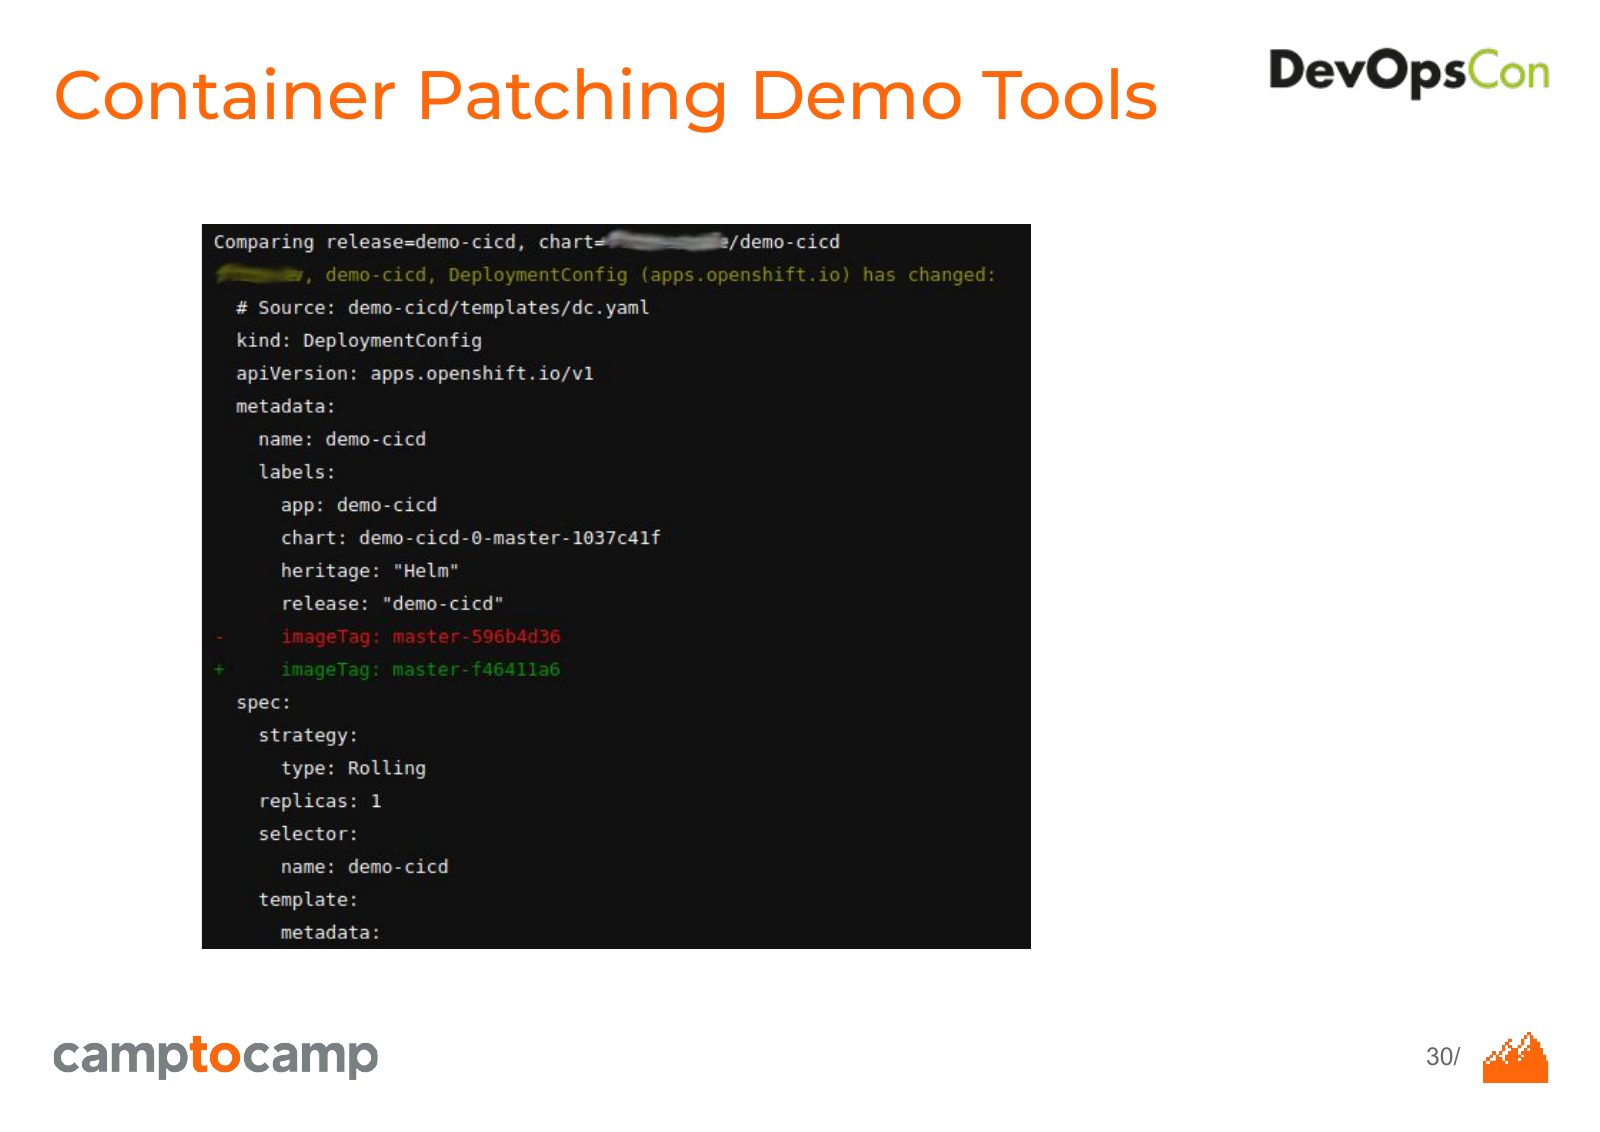 Container Patching Demo Tools
DevOpsCon
Comparing release=demo-cicd, chart= /demo-cicd
, demo-cicd, DeploymentConfig (apps.openshift.io) has changed:
# Source: demo-cicd/templates/dc.yaml
kind: DeploymentConfig
apiVersion: apps.openshift.io/v1
metadata:
name: demo-cicd
labels:
app: demo-cicd
chart: demo-cicd-0-master-1037c41f
heritage: "Helm"
release: "demo-cicd"
- imageTag: master-596b4d36
+ imageTag: master-f46411a6
spec:
strategy:
type: Rolling
replicas: 1
selector:
name: demo-cicd
template:
metadata:
camptocamp
30/